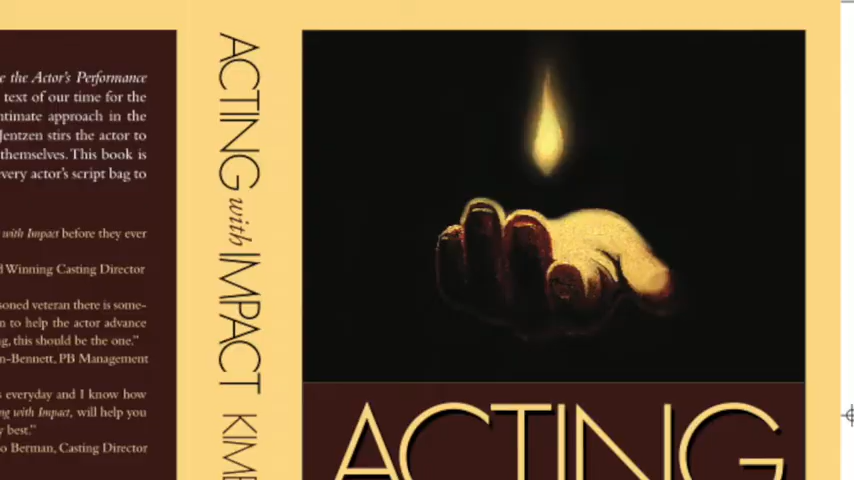 e the Actor's Performance
text of our time for the
ntimate approach in the
Jentzen stirs the actor to
themselves. This book is
very actor's script bag to
with Impact before they ever
d Winning Casting Director
soned veteran there is some-
n to help the actor advance
g, this should be the one."
n-Bennett, PB Management
s everyday and I know how
ng with Impact, will help you
y best."
o Berman, Casting Director
ACTING with IMPACT KIMB
ACTING